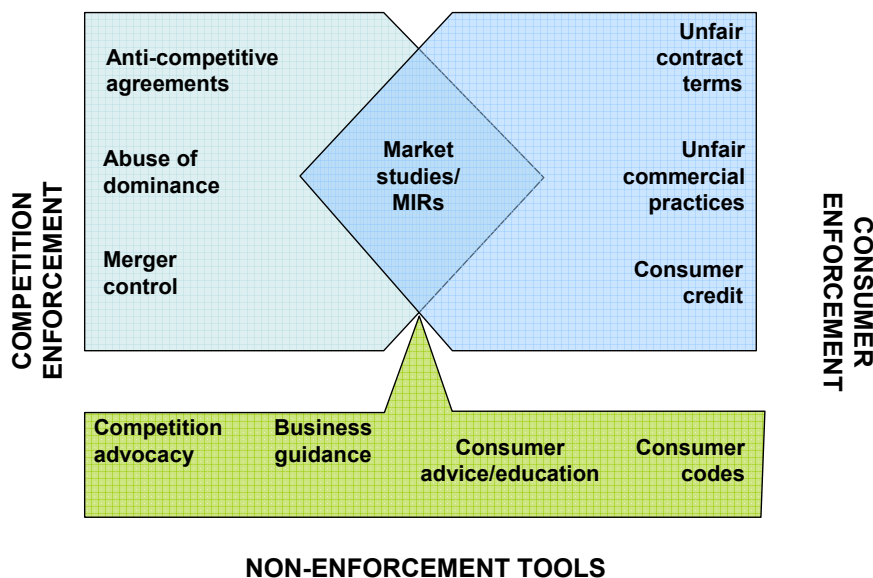 Anti-competitive
agreements
Abuse of
dominance
Merger
control
Market
studies/
MIRs
Unfair
contract
terms
Unfair
commercial
practices
Consumer
credit
COMPETITION
ENFORCEMENT
CONSUMER
ENFORCEMENT
Competition
advocacy
Business
guidance
Consumer
advice/education
Consumer
codes
NON-ENFORCEMENT TOOLS